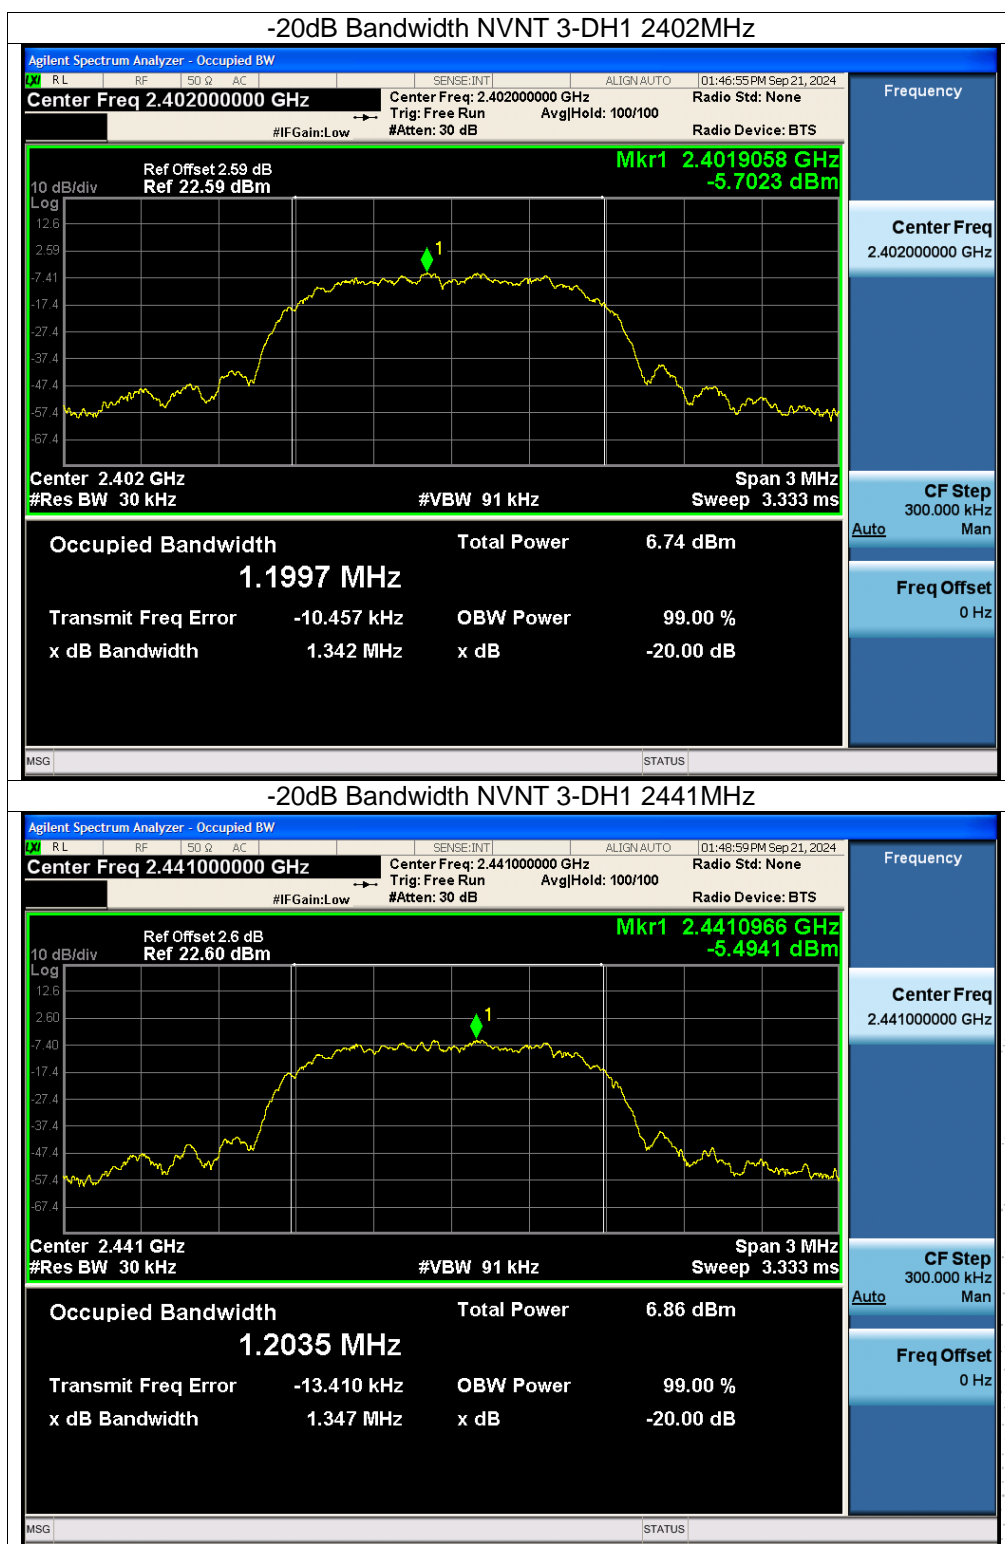 -20dB Bandwidth NVNT 3-DH1 2402MHz
Agilent Spectrum Analyzer - Occupied BW
LXI RL RF 50 Ω AC SENSE:INT ALIGN AUTO 01:46:55 PM Sep 21, 2024
Center Freq 2.402000000 GHz
Center Freq: 2.402000000 GHz Radio Std: None
Trig: Free Run Avg|Hold: 100/100
#IFGain:Low #Atten: 30 dB Radio Device: BTS
Frequency
Mkr1 2.4019058 GHz
-5.7023 dBm
Ref Offset 2.59 dB
10 dB/div Ref 22.59 dBm
Log
12.6
2.59
-7.41
-17.4
-27.4
-37.4
-47.4
-57.4
-67.4
1
Center Freq
2.402000000 GHz
Center 2.402 GHz Span 3 MHz
#Res BW 30 kHz #VBW 91 kHz Sweep 3.333 ms
CF Step
300.000 kHz
Auto Man
Occupied Bandwidth Total Power 6.74 dBm
1.1997 MHz
Freq Offset
0 Hz
Transmit Freq Error -10.457 kHz OBW Power 99.00 %
x dB Bandwidth 1.342 MHz x dB -20.00 dB
MSG STATUS
-20dB Bandwidth NVNT 3-DH1 2441MHz
Agilent Spectrum Analyzer - Occupied BW
LXI RL RF 50 Ω AC SENSE:INT ALIGN AUTO 01:48:59 PM Sep 21, 2024
Center Freq 2.441000000 GHz
Center Freq: 2.441000000 GHz Radio Std: None
Trig: Free Run Avg|Hold: 100/100
#IFGain:Low #Atten: 30 dB Radio Device: BTS
Frequency
Mkr1 2.4410966 GHz
-5.4941 dBm
Ref Offset 2.6 dB
10 dB/div Ref 22.60 dBm
Log
12.6
2.60
-7.40
-17.4
-27.4
-37.4
-47.4
-57.4
-67.4
1
Center Freq
2.441000000 GHz
Center 2.441 GHz Span 3 MHz
#Res BW 30 kHz #VBW 91 kHz Sweep 3.333 ms
CF Step
300.000 kHz
Auto Man
Occupied Bandwidth Total Power 6.86 dBm
1.2035 MHz
Freq Offset
0 Hz
Transmit Freq Error -13.410 kHz OBW Power 99.00 %
x dB Bandwidth 1.347 MHz x dB -20.00 dB
MSG STATUS